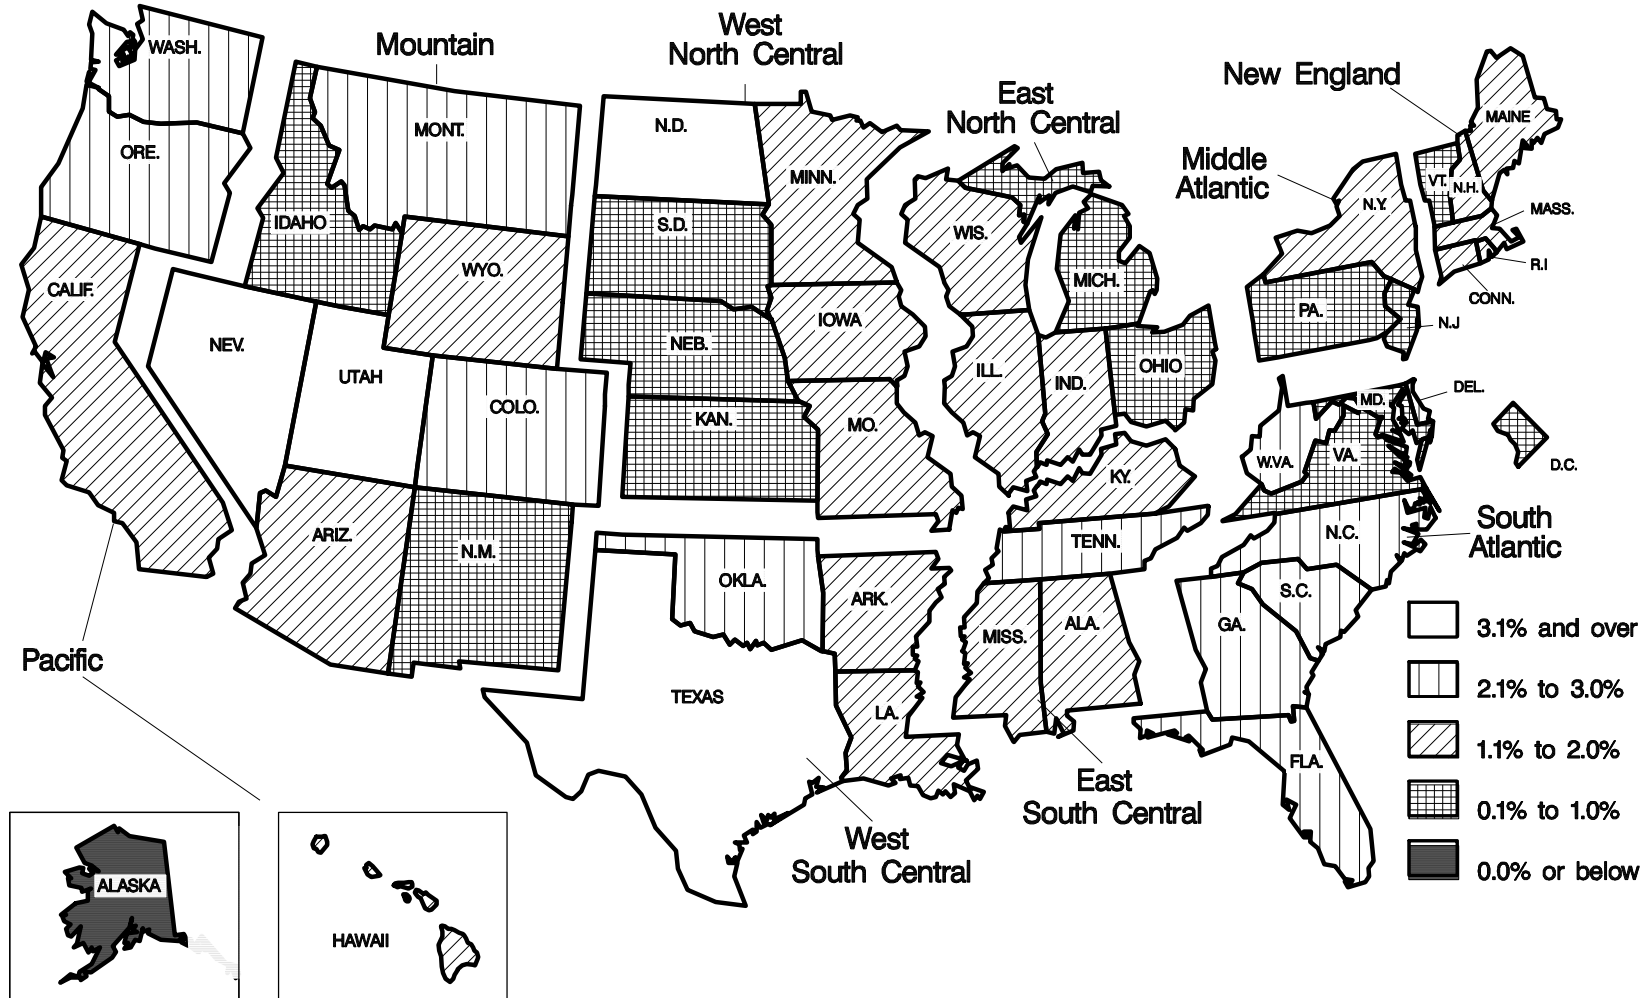 West
North Central
Mountain
East
North Central
New England
Middle
Atlantic
WASH.
ORE.
MONT.
IDAHO
WYO.
CALIF.
NEV.
UTAH
COLO.
ARIZ.
N.M.
N.D.
S.D.
NEB.
KAN.
OKLA.
TEXAS
MINN.
IOWA
MO.
ARK.
LA.
WIS.
MICH.
ILL.
IND.
OHIO
KY.
TENN.
MISS.
ALA.
MAINE
VT.
N.H.
MASS.
R.I
CONN.
N.Y.
PA.
N.J
DEL.
MD.
D.C.
W.VA.
VA.
N.C.
S.C.
GA.
FLA.
South
Atlantic
Pacific
East
South Central
West
South Central
ALASKA
HAWAII
3.1% and over
2.1% to 3.0%
1.1% to 2.0%
0.1% to 1.0%
0.0% or below